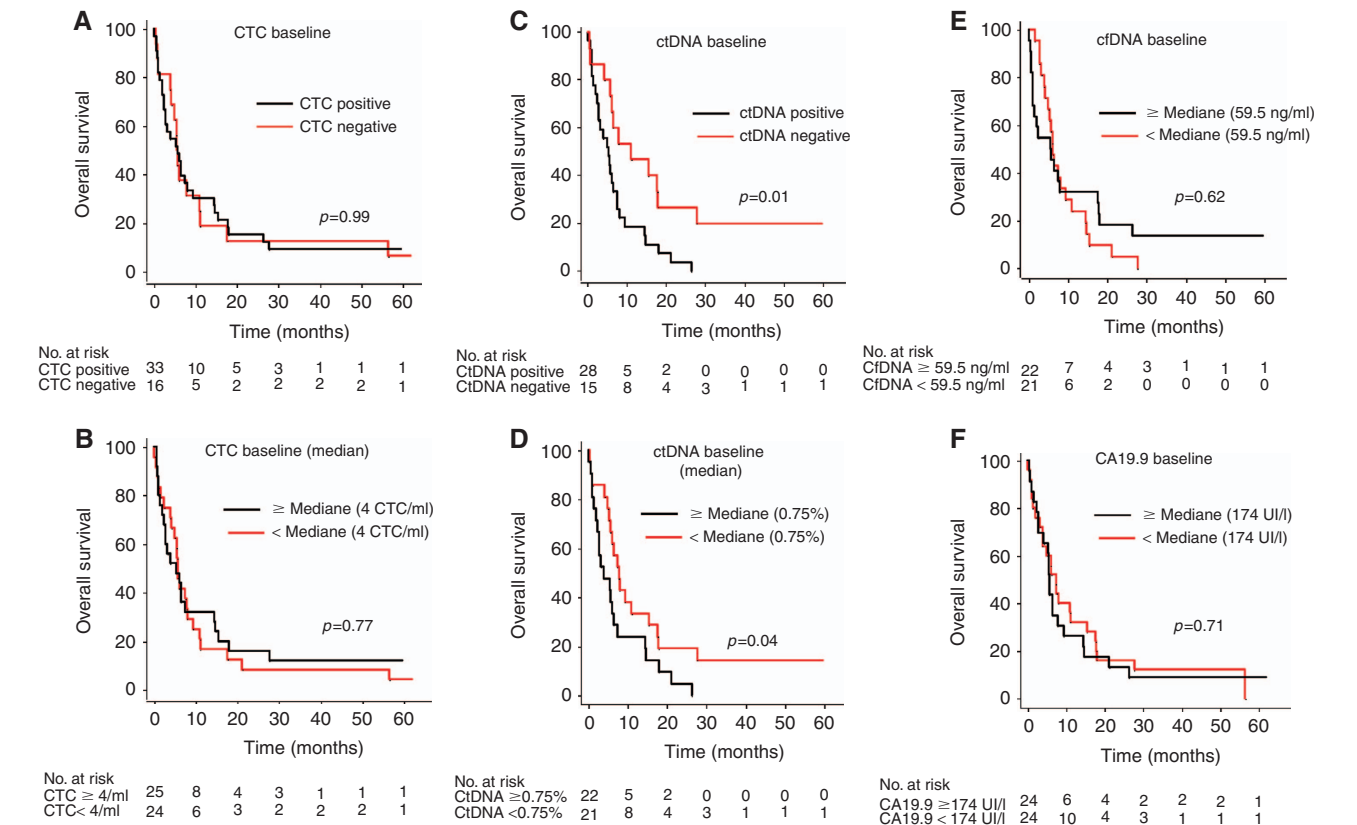 A
CTC baseline
Overall survival
100
80
60
40
20
0
CTC positive
CTC negative
p=0.99
0 10 20 30 40 50 60
Time (months)
No. at risk
CTC positive 33 10 5 3 1 1 1
CTC negative 16 5 2 2 2 2 1
C
ctDNA baseline
Overall survival
100
80
60
40
20
0
ctDNA positive
ctDNA negative
p=0.01
0 10 20 30 40 50 60
Time (months)
No. at risk
CtDNA positive 28 5 2 0 0 0 0
CtDNA negative 15 8 4 3 1 1 1
E
cfDNA baseline
Overall survival
100
80
60
40
20
0
≥ Mediane (59.5 ng/ml)
< Mediane (59.5 ng/ml)
p=0.62
0 10 20 30 40 50 60
Time (months)
No. at risk
CfDNA ≥ 59.5 ng/ml 22 7 4 3 1 1 1
CfDNA < 59.5 ng/ml 21 6 2 0 0 0 0
B
CTC baseline (median)
Overall survival
100
80
60
40
20
0
≥ Mediane (4 CTC/ml)
< Mediane (4 CTC/ml)
p=0.77
0 10 20 30 40 50 60
Time (months)
No. at risk
CTC ≥ 4/ml 25 8 4 3 1 1 1
CTC< 4/ml 24 6 3 2 2 2 1
D
ctDNA baseline
(median)
Overall survival
100
80
60
40
20
0
≥ Mediane (0.75%)
< Mediane (0.75%)
p=0.04
0 10 20 30 40 50 60
Time (months)
No. at risk
CtDNA ≥0.75% 22 5 2 0 0 0 0
CtDNA <0.75% 21 8 4 3 1 1 1
F
CA19.9 baseline
Overall survival
100
80
60
40
20
0
≥ Mediane (174 UI/l)
< Mediane (174 UI/l)
p=0.71
0 10 20 30 40 50 60
Time (months)
No. at risk
CA19.9 ≥174 UI/l 24 6 4 2 2 2 1
CA19.9 < 174 UI/l 24 10 4 3 1 1 1